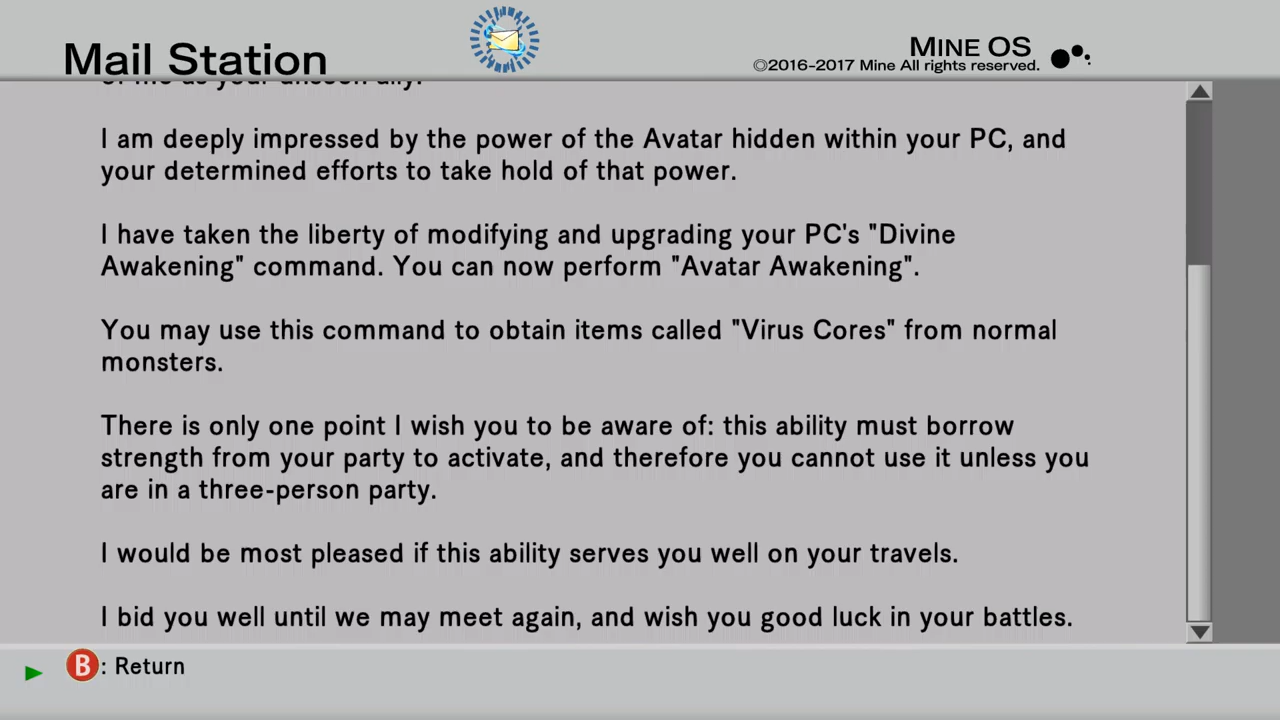 Mail Station
MINE OS
©2016-2017 Mine All rights reserved.
I am deeply impressed by the power of the Avatar hidden within your PC, and
your determined efforts to take hold of that power.
I have taken the liberty of modifying and upgrading your PC's "Divine
Awakening" command. You can now perform "Avatar Awakening".
You may use this command to obtain items called "Virus Cores" from normal
monsters.
There is only one point I wish you to be aware of: this ability must borrow
strength from your party to activate, and therefore you cannot use it unless you
are in a three-person party.
I would be most pleased if this ability serves you well on your travels.
I bid you well until we may meet again, and wish you good luck in your battles.
B: Return